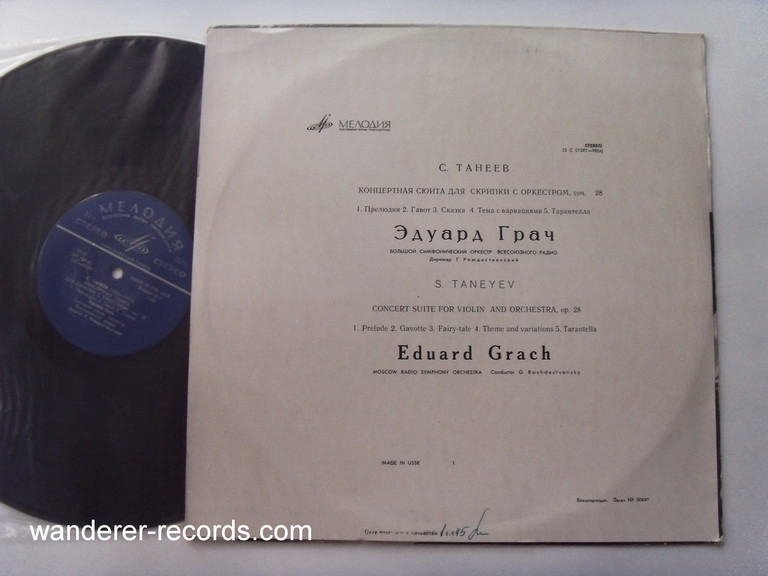 МЕЛОДИЯ
СТЕРЕО
СТЕРЕО
МЕЛОДИЯ
STEREO
С. ТАНЕЕВ
КОНЦЕРТНАЯ СЮИТА ДЛЯ СКРИПКИ С ОРКЕСТРОМ, соч. 28
1. Прелюдия 2. Гавот 3. Сказка 4. Тема с вариациями 5. Тарантелла
Эдуард Грач
БОЛЬШОЙ СИМФОНИЧЕСКИЙ ОРКЕСТР ВСЕСОЮЗНОГО РАДИО
Дирижер Г. Рождественский
S. TANEYEV
CONCERT SUITE FOR VIOLIN AND ORCHESTRA, op. 28
1. Prelude 2. Gavotte 3. Fairy-tale 4. Theme and variations 5. Tarantella
Eduard Grach
MOSCOW RADIO SYMPHONY ORCHESTRA Conductor G. Rozhdestvensky
MADE IN USSR 1
wanderer-records.com